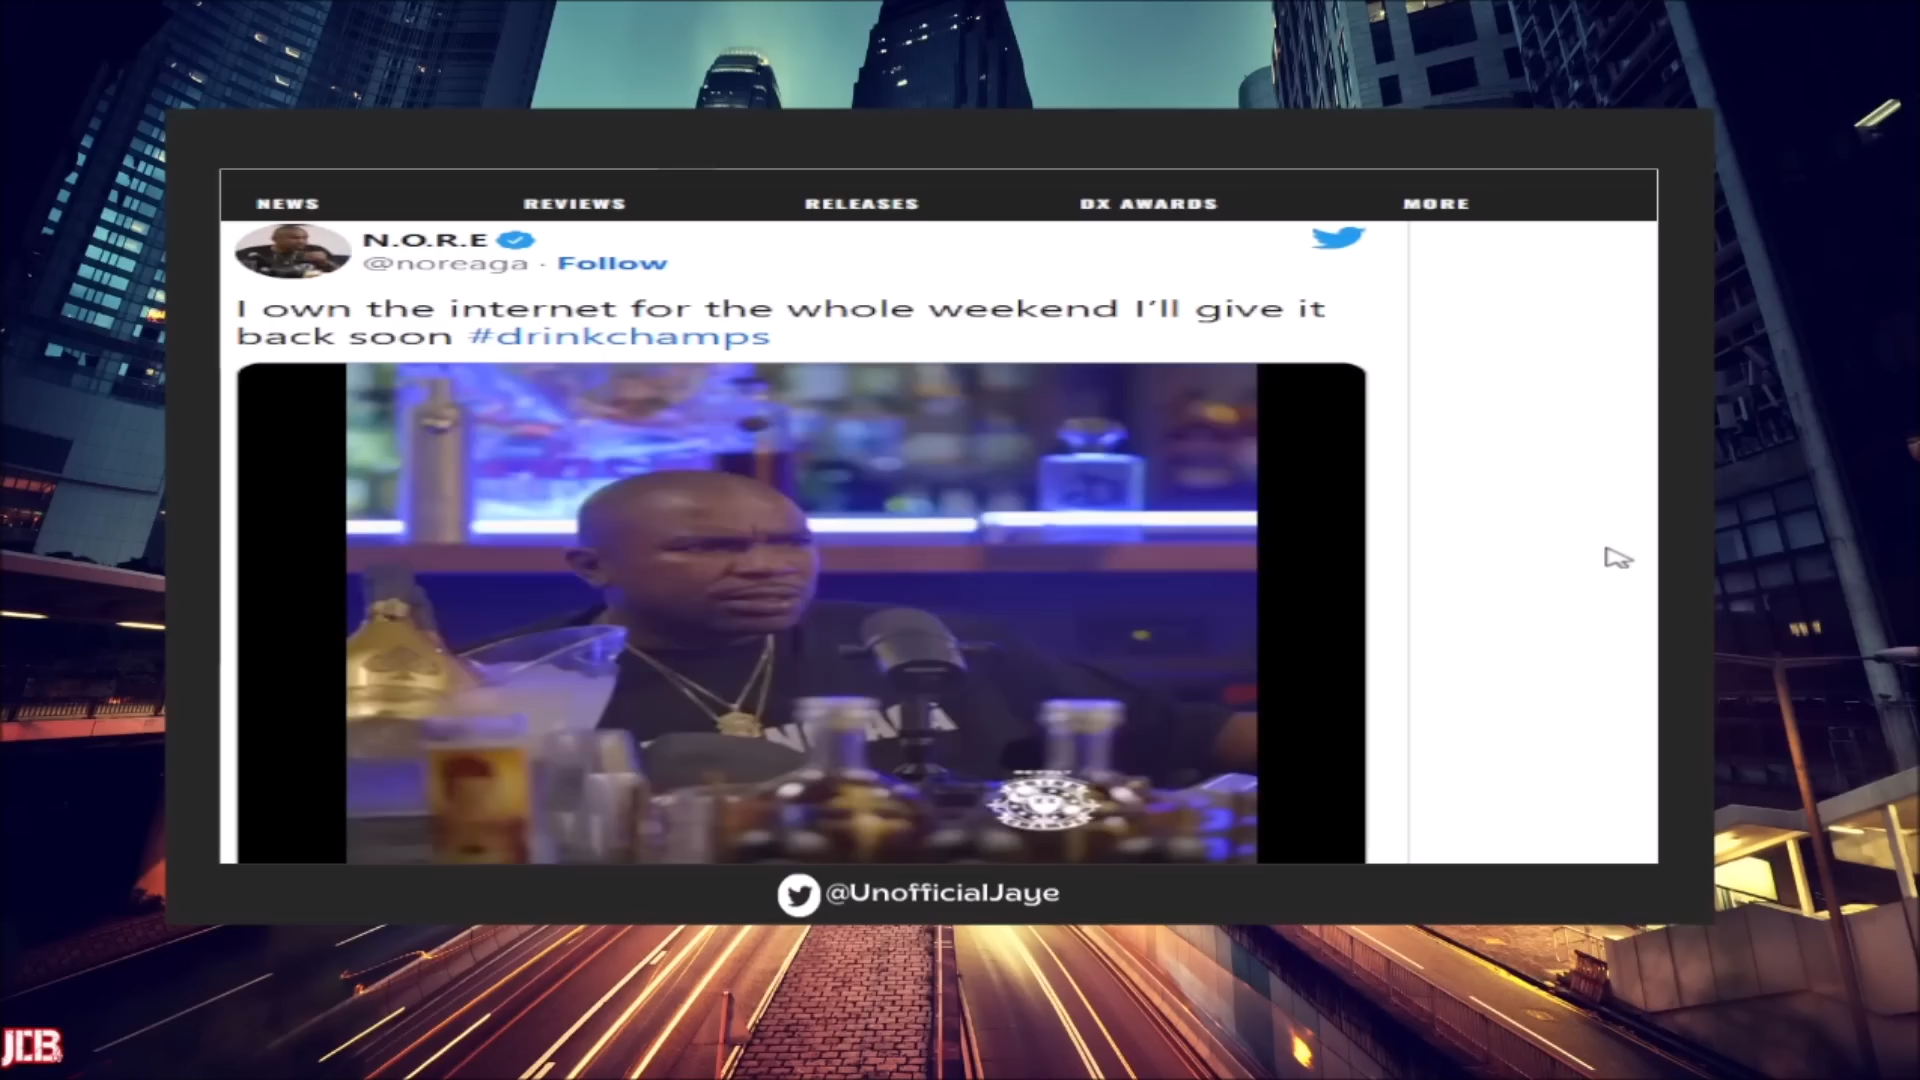 NEWS REVIEWS RELEASES DX AWARDS MORE
N.O.R.E
@noreaga · Follow
I own the internet for the whole weekend I’ll give it
back soon #drinkchamps
@UnofficialJaye
JCB